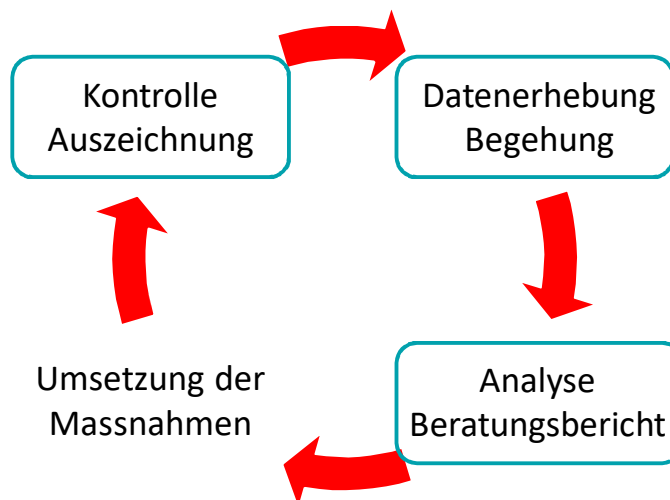 Kontrolle
Auszeichnung
Datenerhebung
Begehung
Umsetzung der
Massnahmen
Analyse
Beratungsbericht